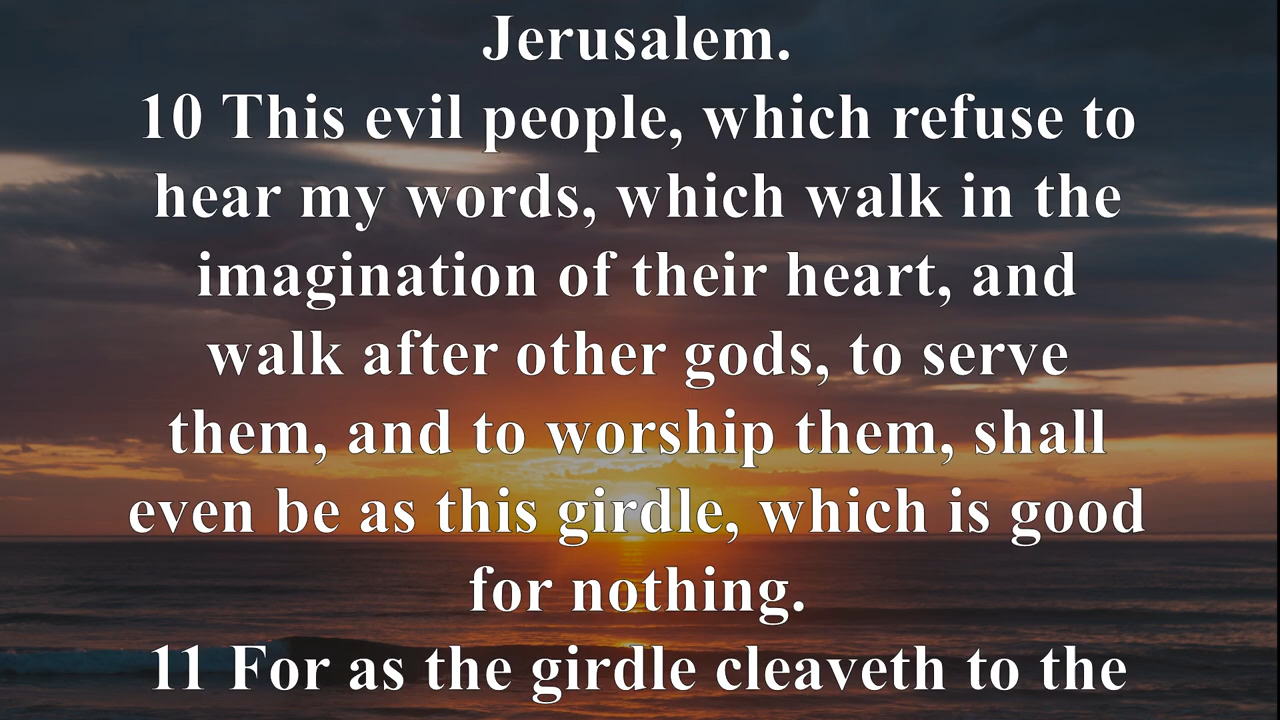 Jerusalem.
10 This evil people, which refuse to
hear my words, which walk in the
imagination of their heart, and
walk after other gods, to serve
them, and to worship them, shall
even be as this girdle, which is good
for nothing.
11 For as the girdle cleaveth to the